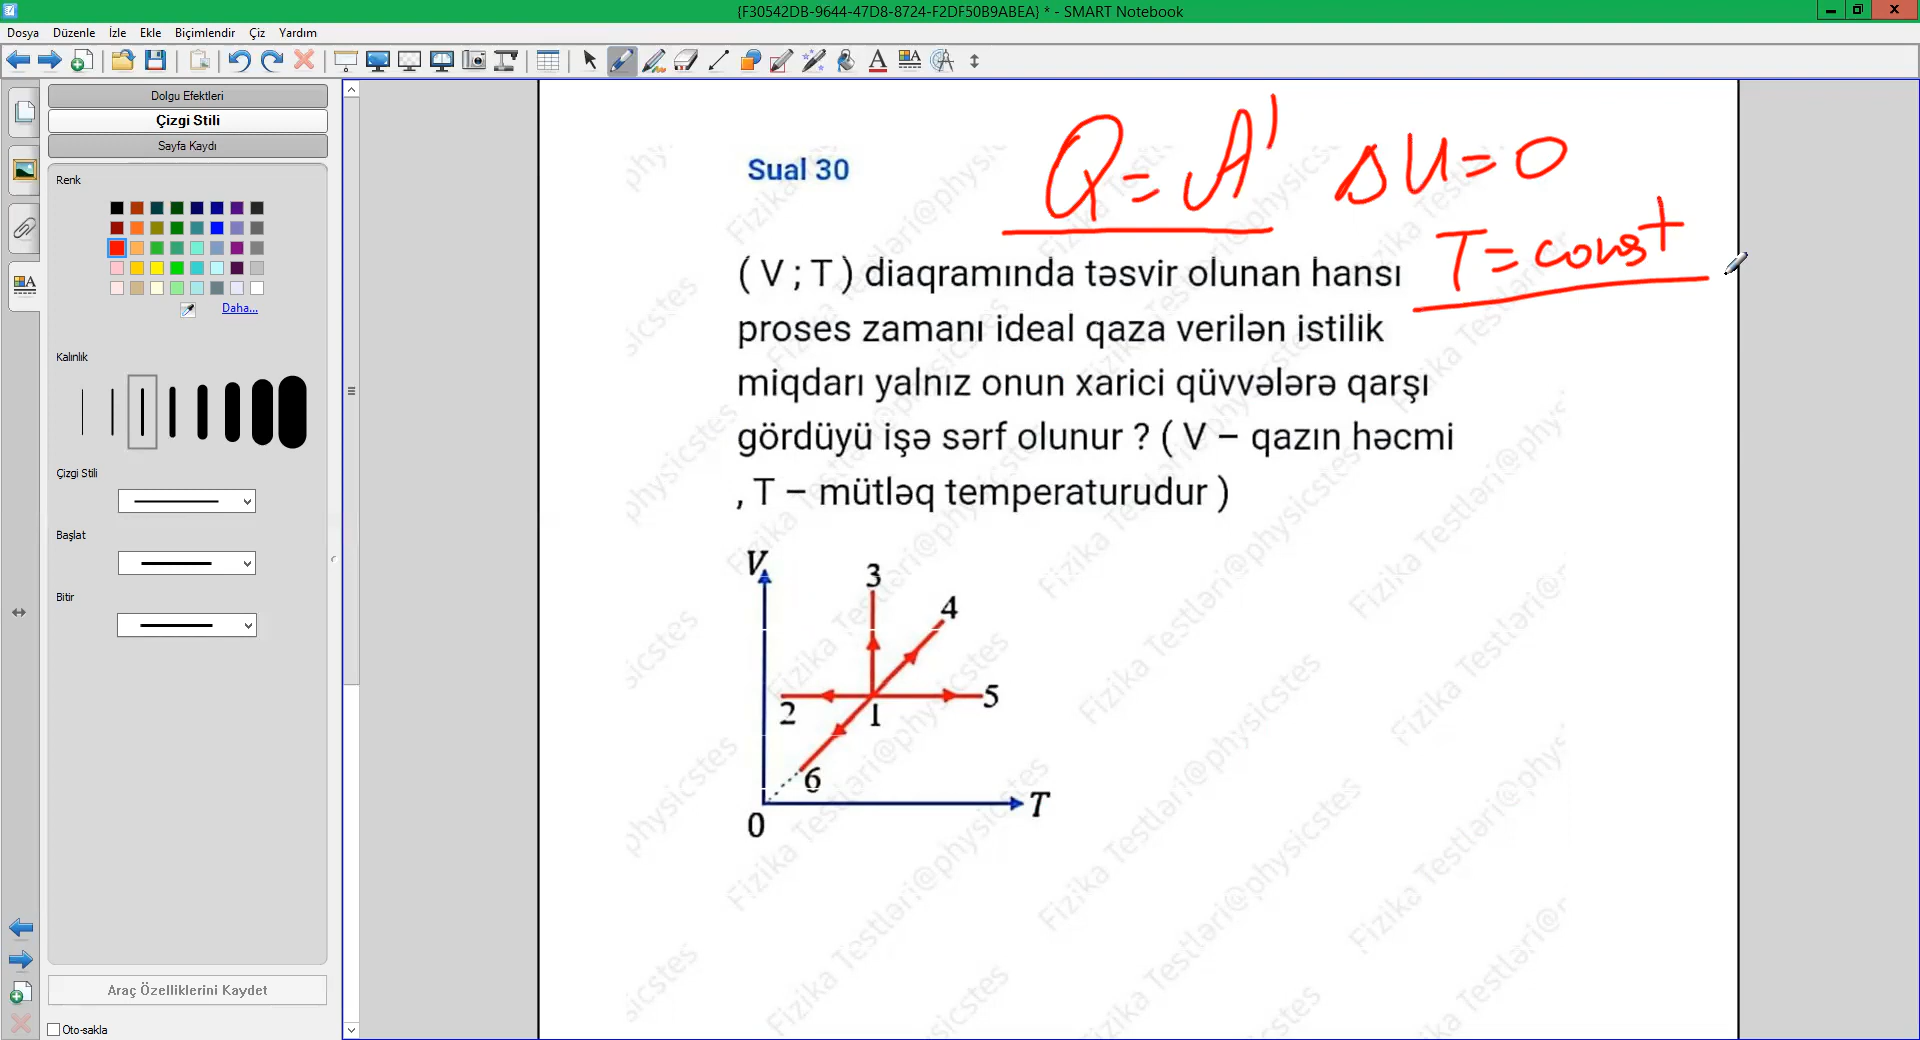 {F30542DB-9644-47D8-8724-F2DF50B9ABEA} * - SMART Notebook
Dosya Düzenle İzle Ekle Biçimlendir Çiz Yardım
Dolgu Efektleri
Çizgi Stili
Sayfa Kaydı
Renk
Daha...
Kalınlık
Çizgi Stili
Başlat
Bitir
Araç Özelliklerini Kaydet
Oto-sakla
Q = A' ΔU = 0
Sual 30
T = const
( V ; T ) diaqramında təsvir olunan hansı
proses zamanı ideal qaza verilən istilik
miqdarı yalnız onun xarici qüvvələrə qarşı
gördüyü işə sərf olunur ? ( V – qazın həcmi
, T – mütləq temperaturudur )
V
3
4
2
1
5
6
0
T
Fizika Testləri@physicstes